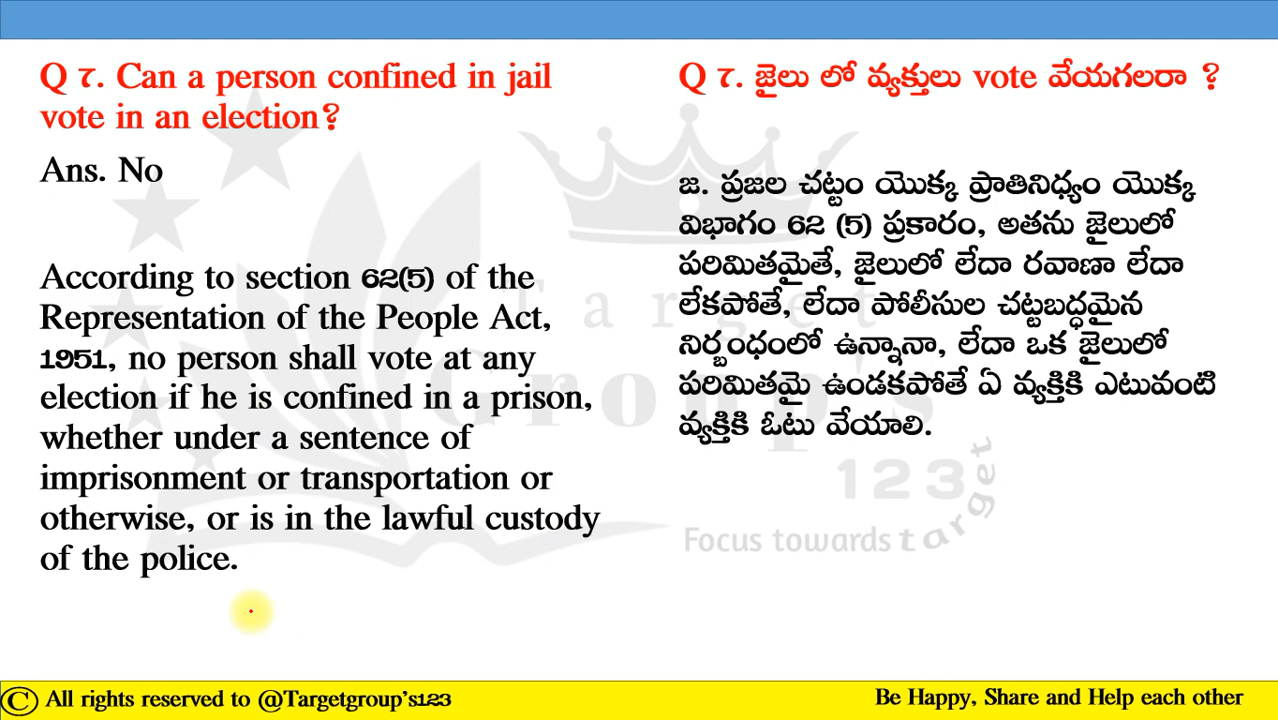 Q 7. Can a person confined in jail
vote in an election?
Ans. No
According to section 62(5) of the
Representation of the People Act,
1951, no person shall vote at any
election if he is confined in a prison,
whether under a sentence of
imprisonment or transportation or
otherwise, or is in the lawful custody
of the police.
Q 7. జైలు లో వ్యక్తులు vote వేయగలరా ?
జ. ప్రజల చట్టం యొక్క ప్రాతినిధ్యం యొక్క
విభాగం 62 (5) ప్రకారం, అతను జైలులో
పరిమితమైతే, జైలులో లేదా రవాణా లేదా
లేకపోతే, లేదా పోలీసుల చట్టబద్ధమైన
నిర్బంధంలో ఉన్నానా, లేదా ఒక జైలులో
పరిమితమై ఉండకపోతే ఏ వ్యక్తికి ఎటువంటి
వ్యక్తికి ఓటు వేయాలి.
Target
Group's
123
Focus towards target
© All rights reserved to @Targetgroup's123
Be Happy, Share and Help each other